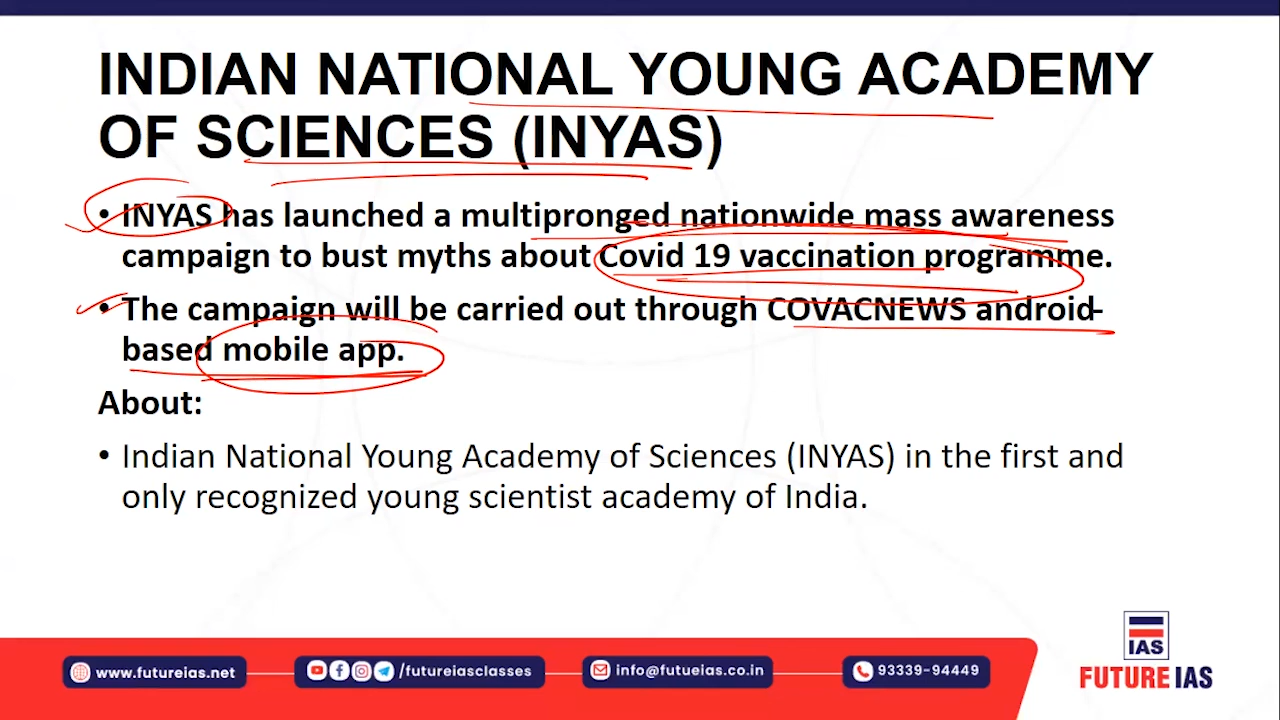 INDIAN NATIONAL YOUNG ACADEMY
OF SCIENCES (INYAS)
• INYAS has launched a multipronged nationwide mass awareness
campaign to bust myths about Covid 19 vaccination programme.
• The campaign will be carried out through COVACNEWS android-
based mobile app.
About:
• Indian National Young Academy of Sciences (INYAS) in the first and
only recognized young scientist academy of India.
IAS
FUTURE IAS
www.futureias.net
/futureiasclasses
info@futueias.co.in
93339-94449